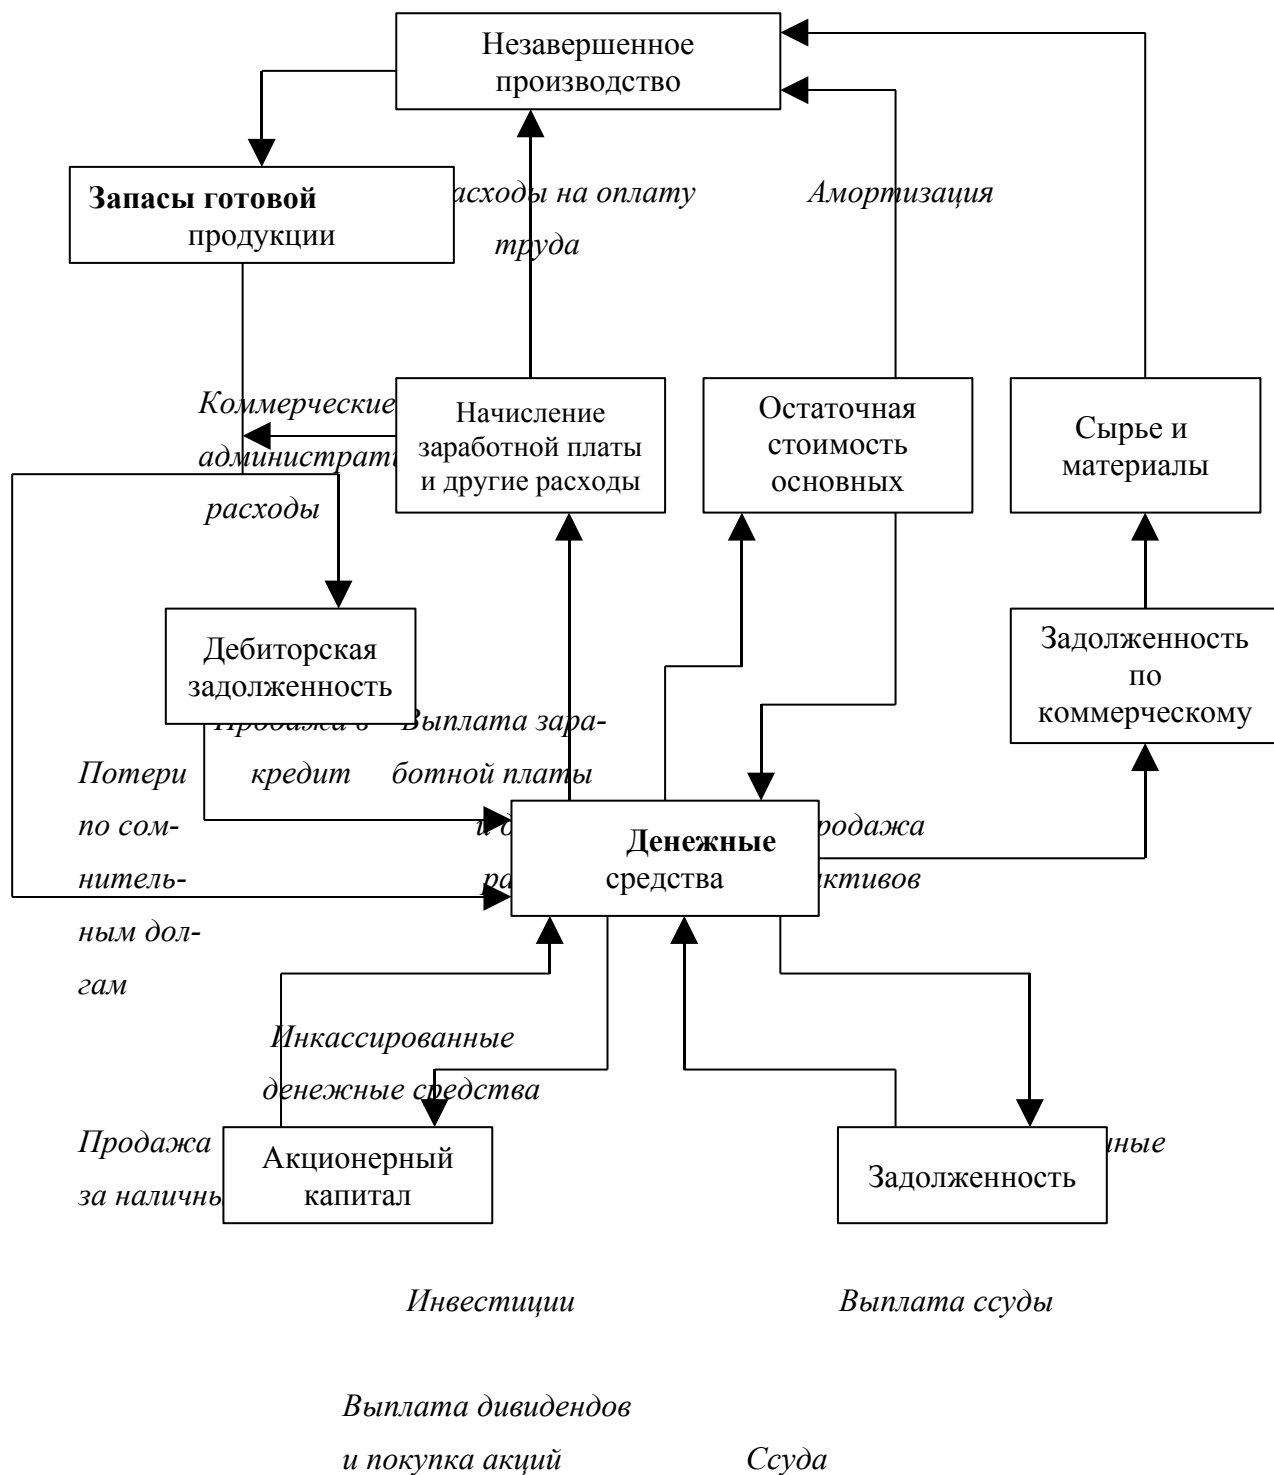 Незавершенное
производство
Запасы готовой
продукции
асходы на оплату
труда
Амортизация
Коммерческие
администрати
расходы
Начисление
заработной платы
и другие расходы
Остаточная
стоимость
основных
Сырье и
материалы
Дебиторская
задолженность
Задолженность
по
коммерческому
Выплата зара-
ботной платы
кредит
Потери
по сом-
нитель-
ным дол-
гам
Денежные
средства
родажа
активов
Инкассированные
денежные средства
Продажа
за наличны
Акционерный
капитал
Задолженность
Инвестиции
Выплата ссуды
Выплата дивидендов
и покупка акций
Ссуда